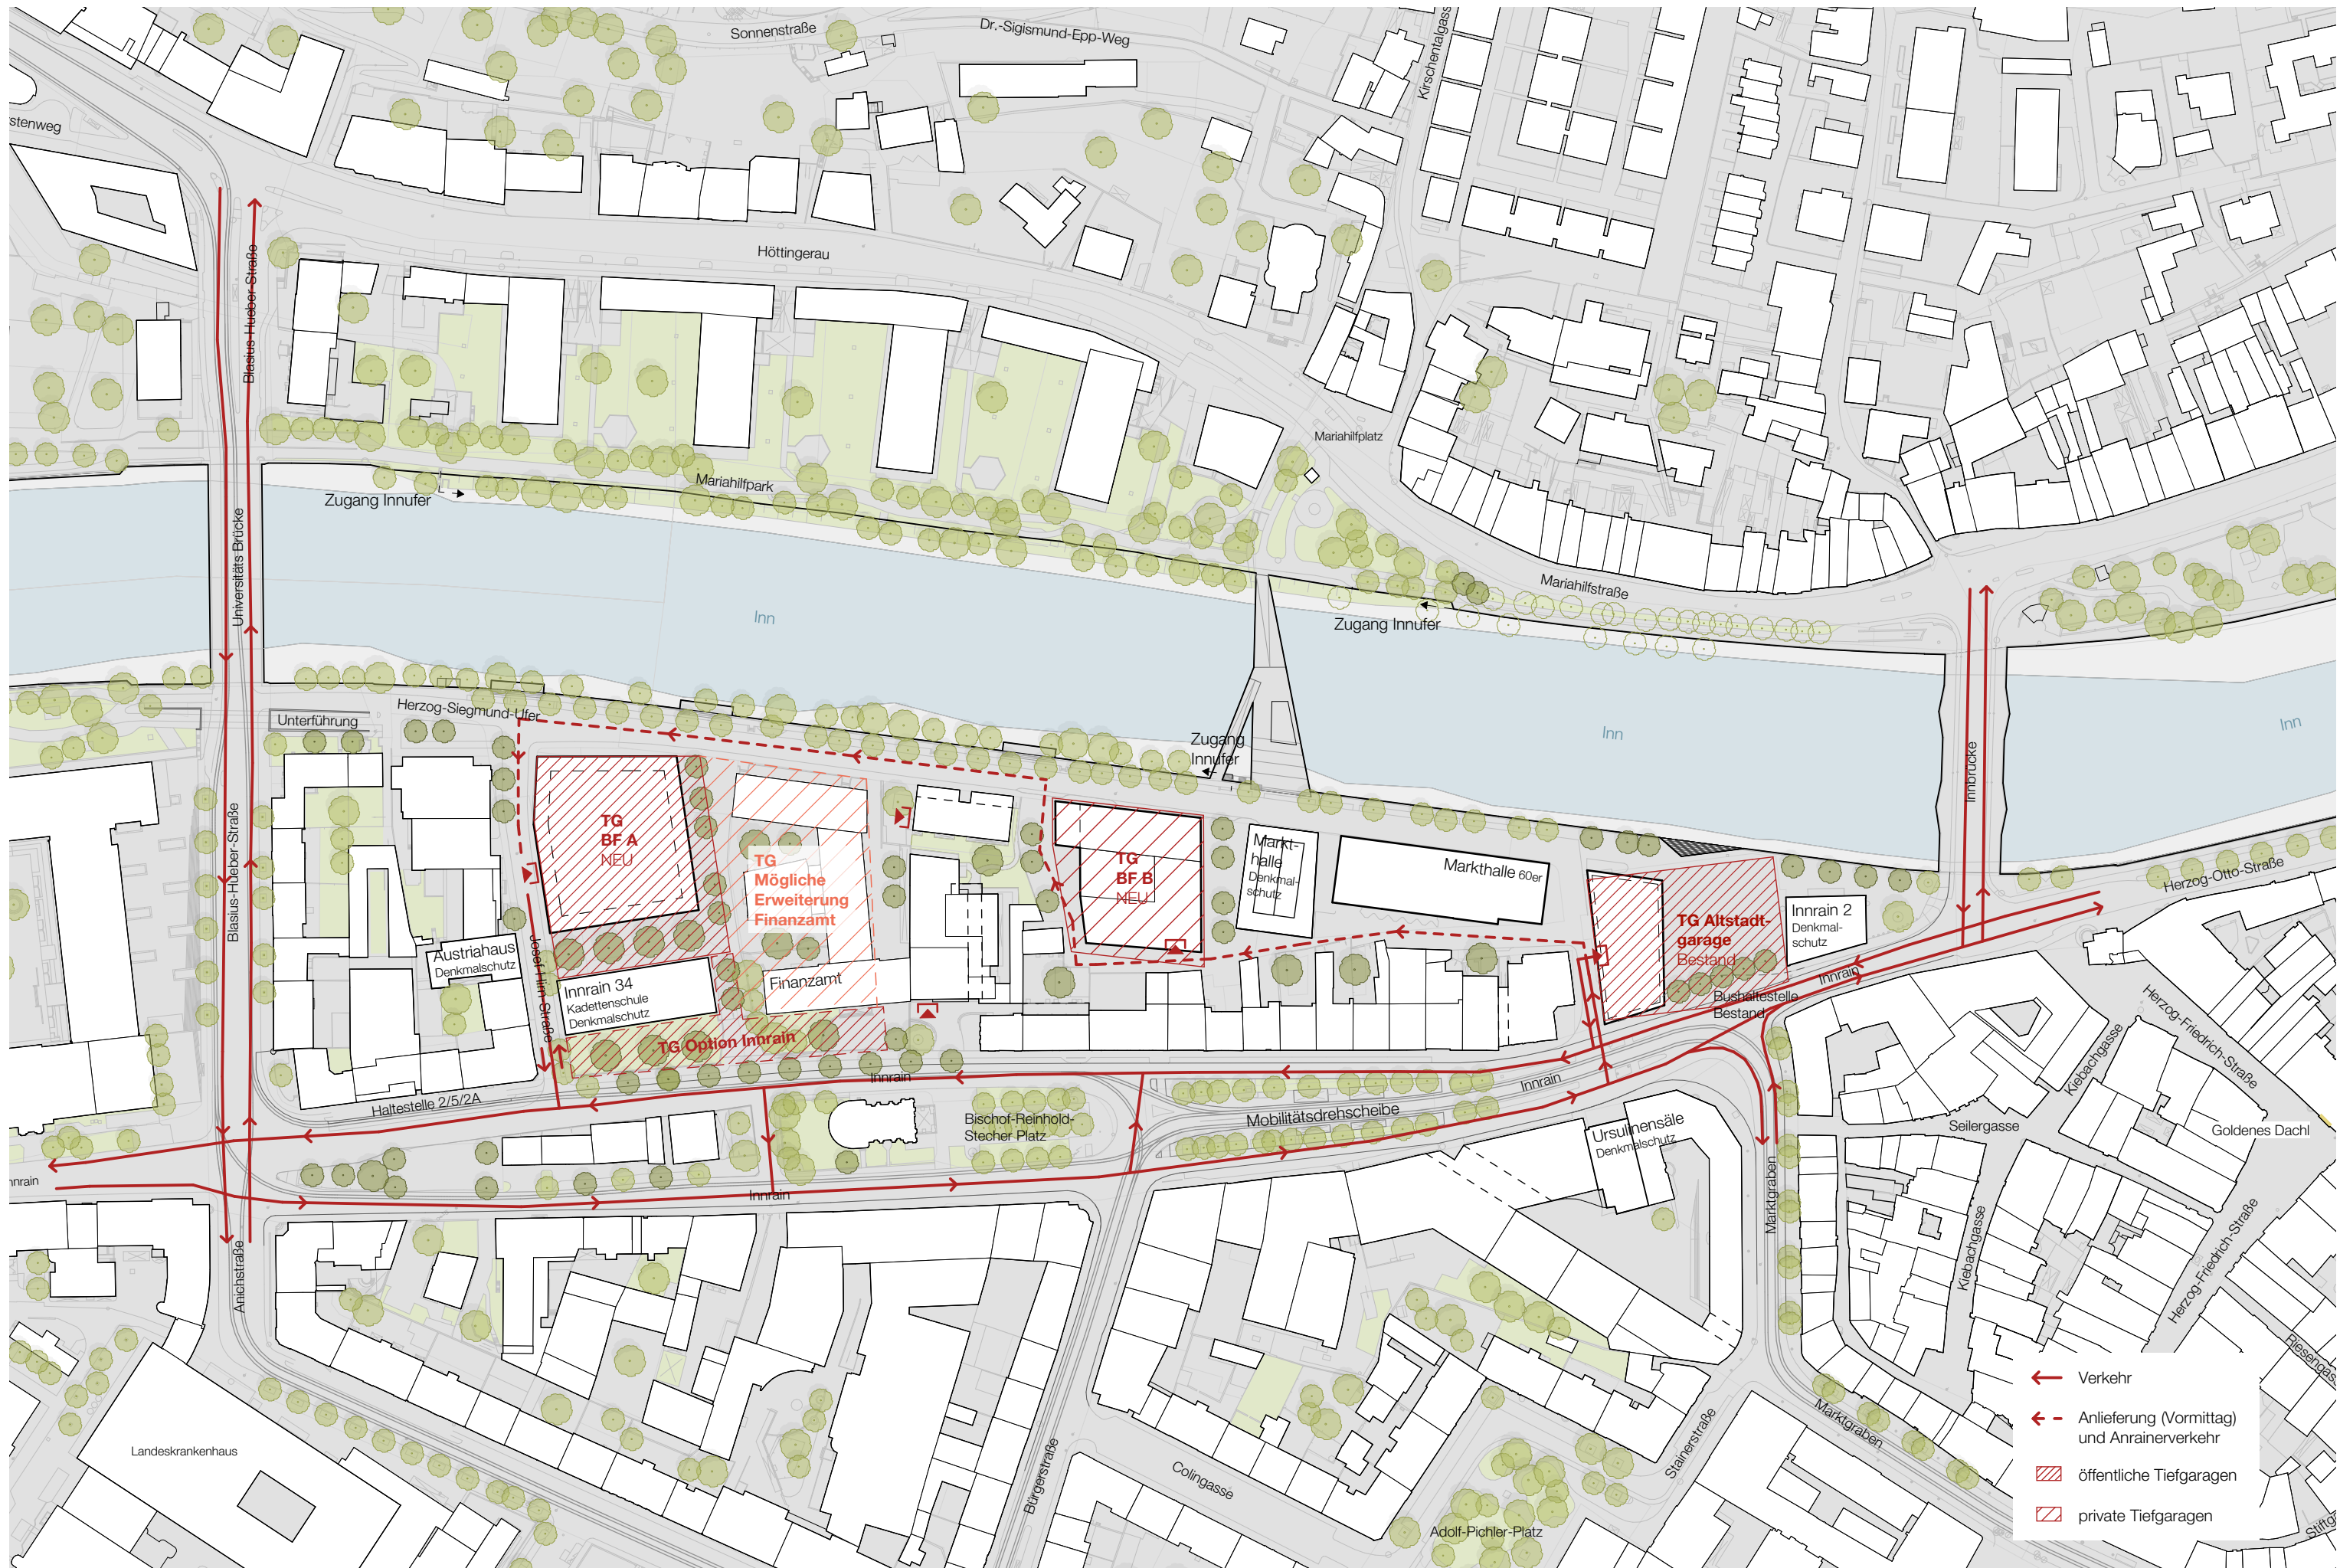 Sonnenstraße
Dr.-Sigismund-Epp-Weg
Kirschentalgasse
stenweg
Höttingerau
Blasius-Hueber-Straße
Mariahilfplatz
Mariahilfpark
Zugang Innufer
Universitäts Brücke
Mariahilfstraße
Zugang Innufer
Inn
Inn
Inn
Herzog-Siegmund-Ufer
Unterführung
Zugang
Innufer
Innbrücke
Blasius-Hueber-Straße
TG
BF A
NEU
TG
Mögliche
Erweiterung
Finanzamt
TG
BF B
NEU
Markt-
halle
Denkmal-
schutz
Markthalle 60er
TG Altstadt-
garage
Bestand
Innrain 2
Denkmal-
schutz
Herzog-Otto-Straße
Austriahaus
Denkmalschutz
Josef-Hirn-Straße
Innrain 34
Kadettenschule
Denkmalschutz
Finanzamt
TG Option Innrain
Innrain
Bushaltestelle
Bestand
Herzog-Friedrich-Straße
Kiebachgasse
Innrain
Innrain
Haltestelle 2/5/2A
Bischof-Reinhold-
Stecher Platz
Mobilitätsdrehscheibe
Ursulinensäle
Denkmalschutz
Seilergasse
Goldenes Dachl
nnrain
Innrain
Marktgraben
Kiebachgasse
Herzog-Friedrich-Straße
Anichstraße
Riesengas
Landeskrankenhaus
Bürgerstraße
Colingasse
Stainerstraße
Marktgraben
Adolf-Pichler-Platz
Stiftga
Verkehr
Anlieferung (Vormittag)
und Anrainerverkehr
öffentliche Tiefgaragen
private Tiefgaragen